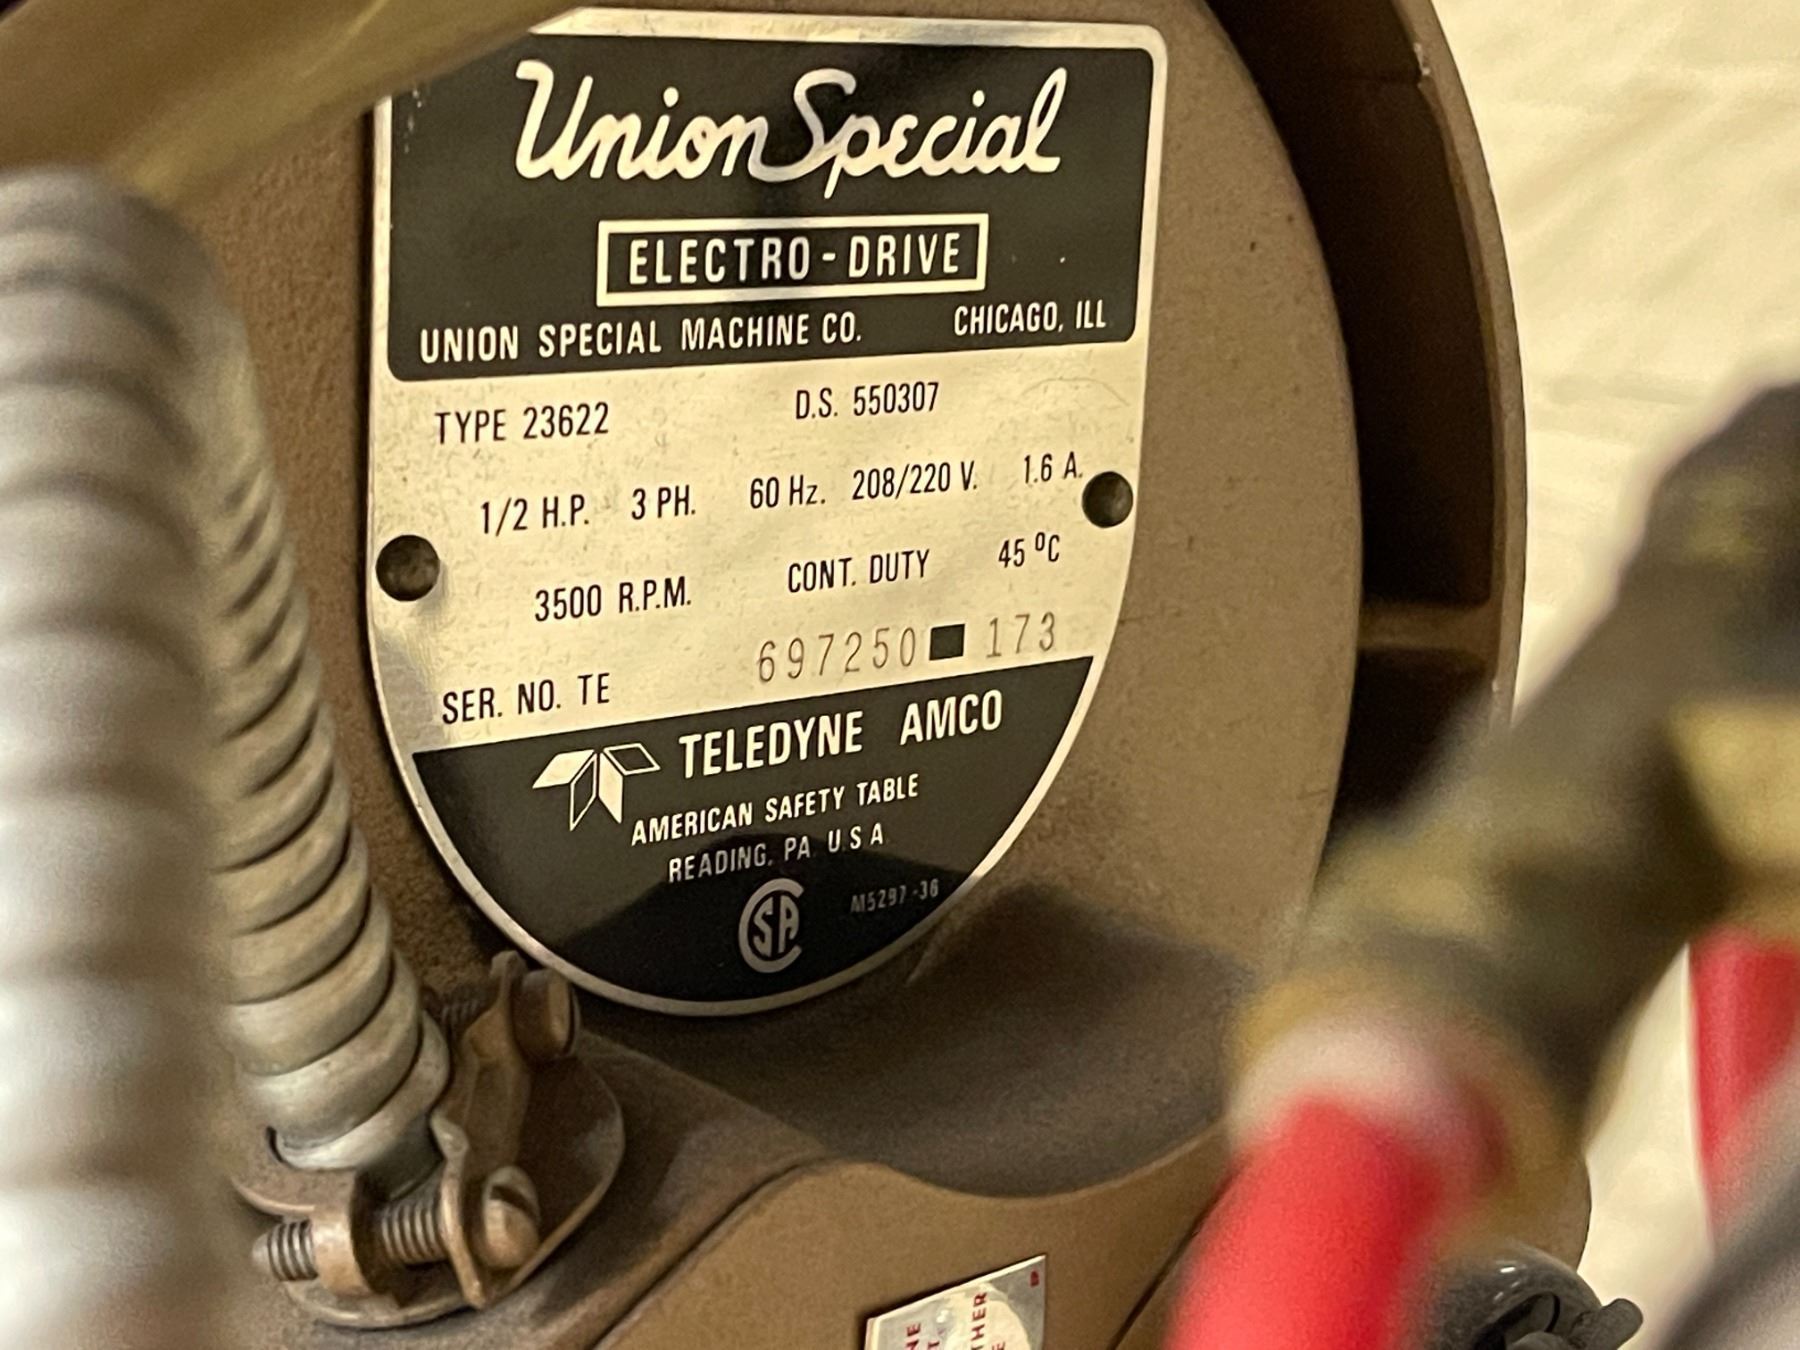 Union Special
ELECTRO-DRIVE
UNION SPECIAL MACHINE CO. CHICAGO, ILL
TYPE 23622 D.S. 550307
1/2 H.P. 3 PH. 60 Hz. 208/220 V. 1.6 A.
3500 R.P.M. CONT. DUTY 45 °C
SER. NO. TE 697250■173
TELEDYNE AMCO
AMERICAN SAFETY TABLE
READING, PA. U.S.A
CSA M5297-36